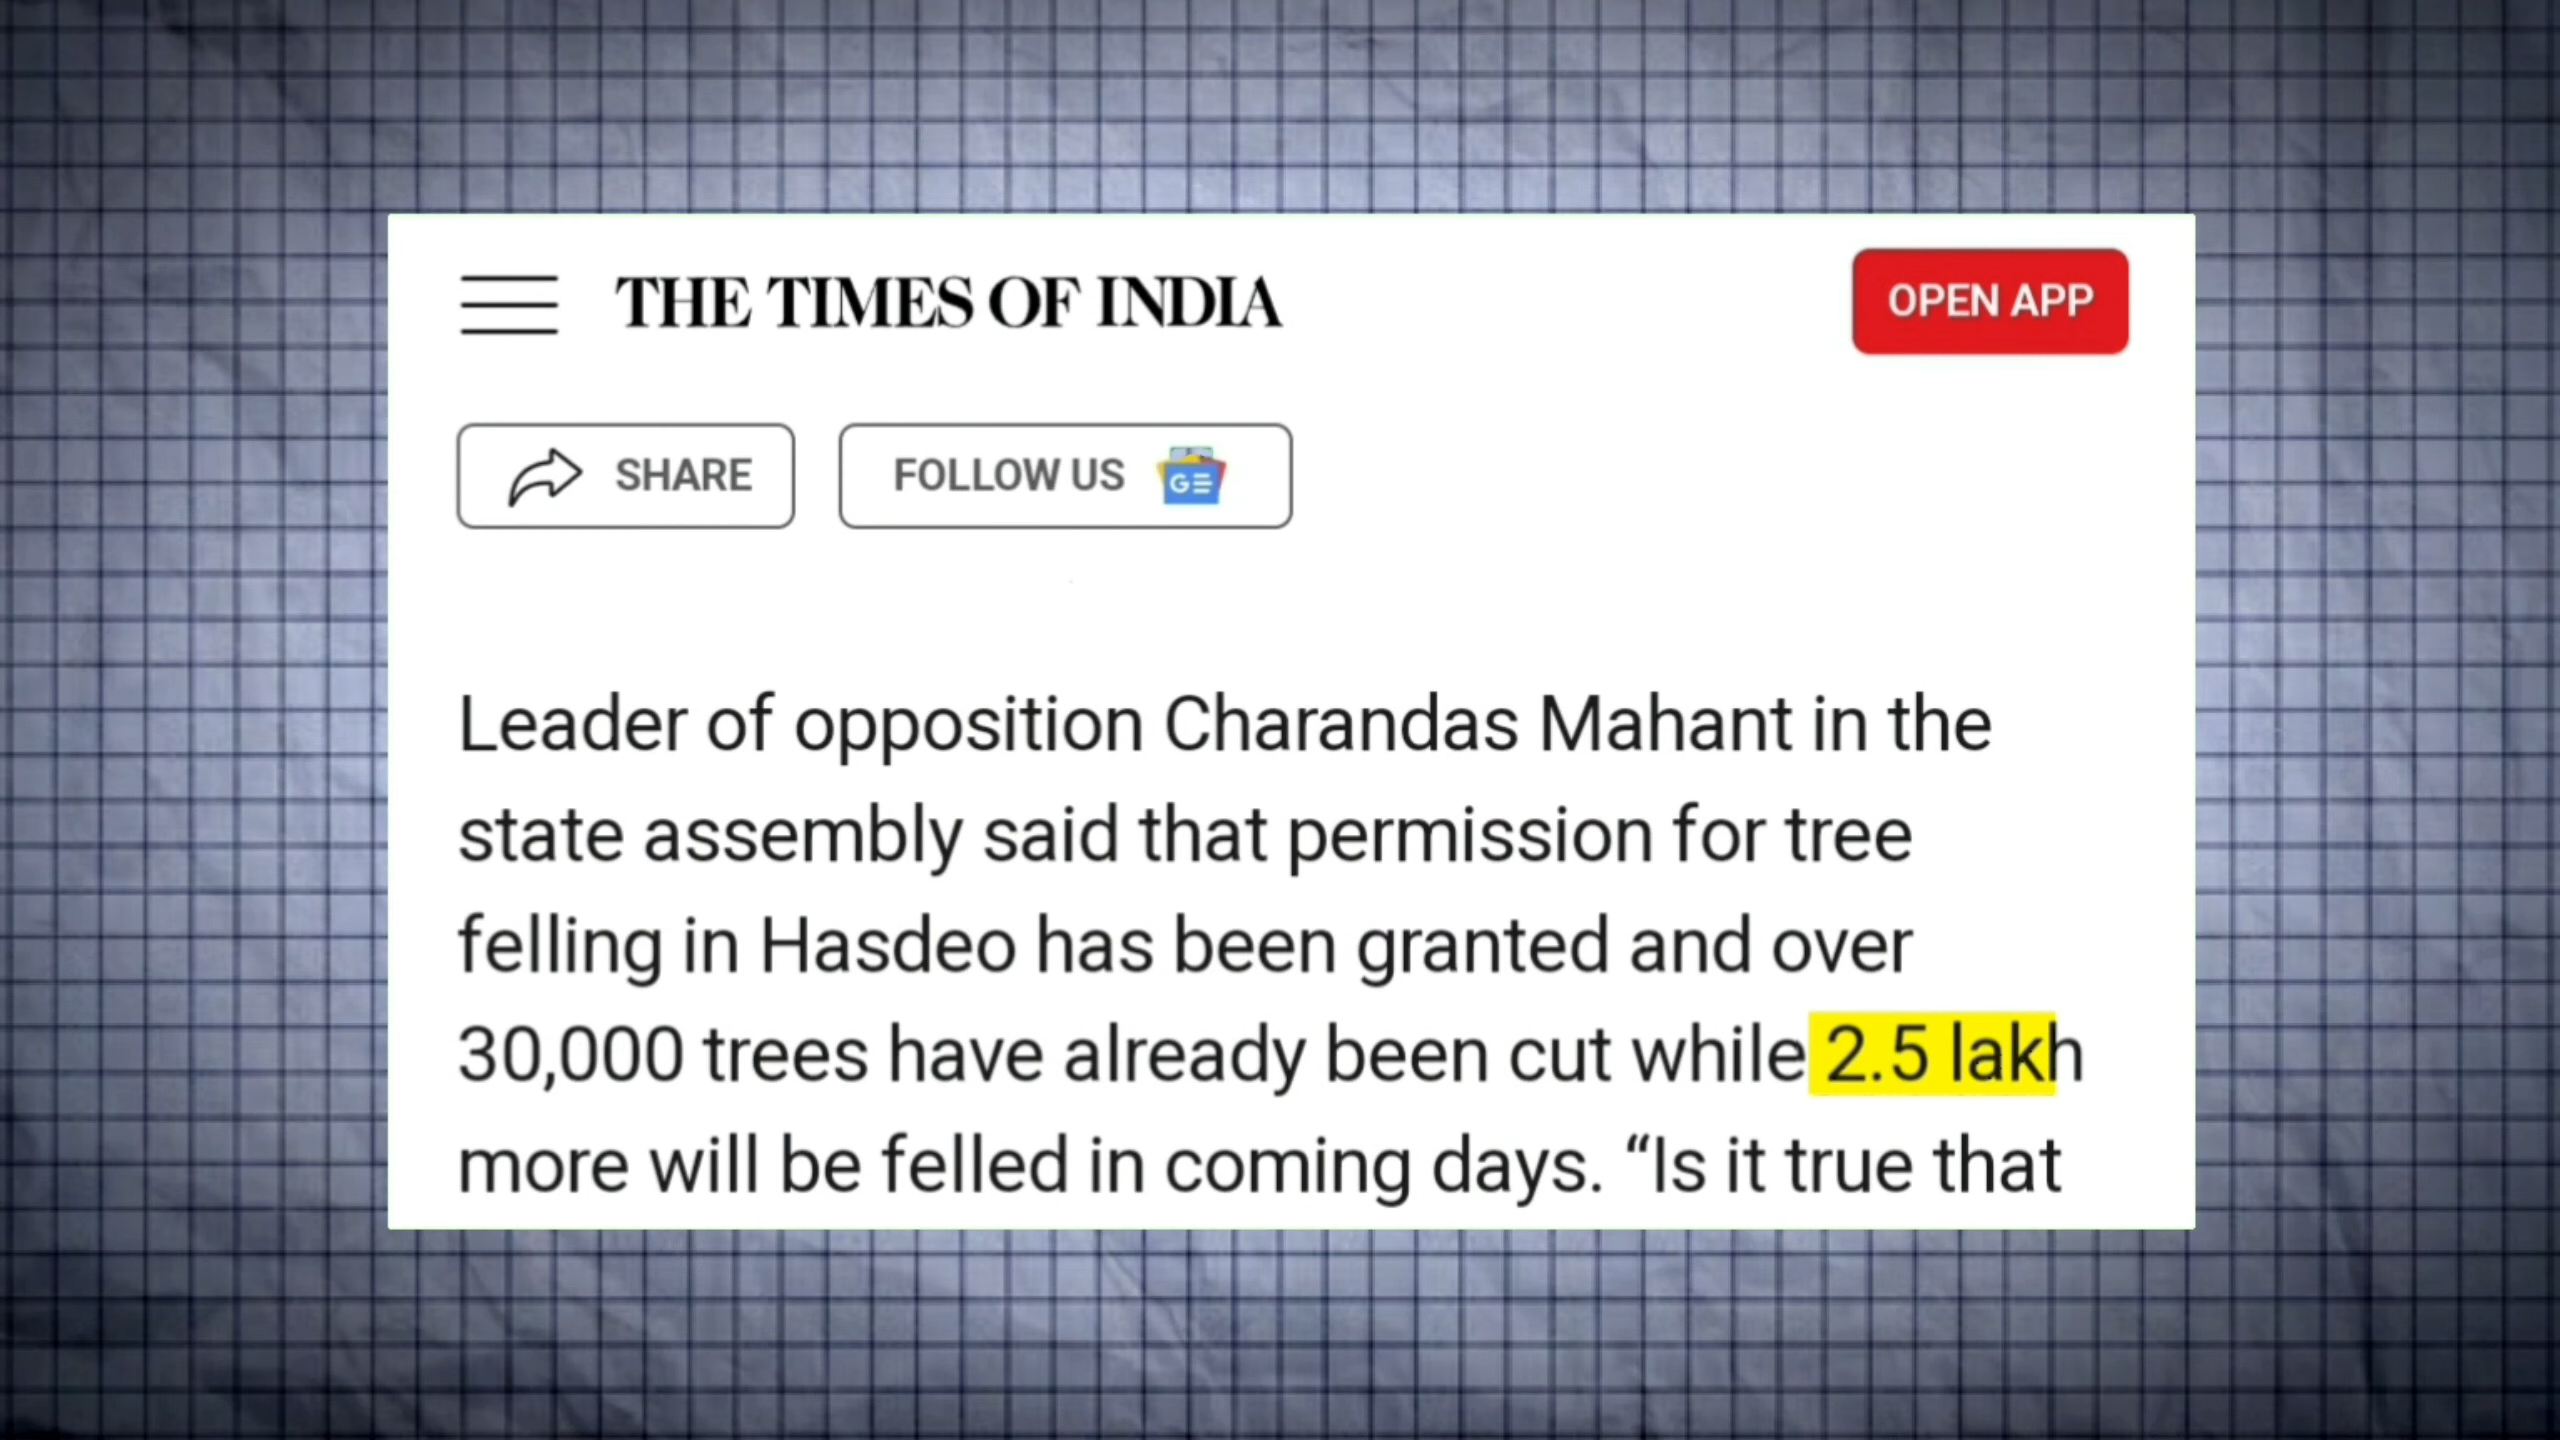 THE TIMES OF INDIA
OPEN APP
SHARE
FOLLOW US
GE
Leader of opposition Charandas Mahant in the
state assembly said that permission for tree
felling in Hasdeo has been granted and over
30,000 trees have already been cut while 2.5 lakh
more will be felled in coming days. “Is it true that